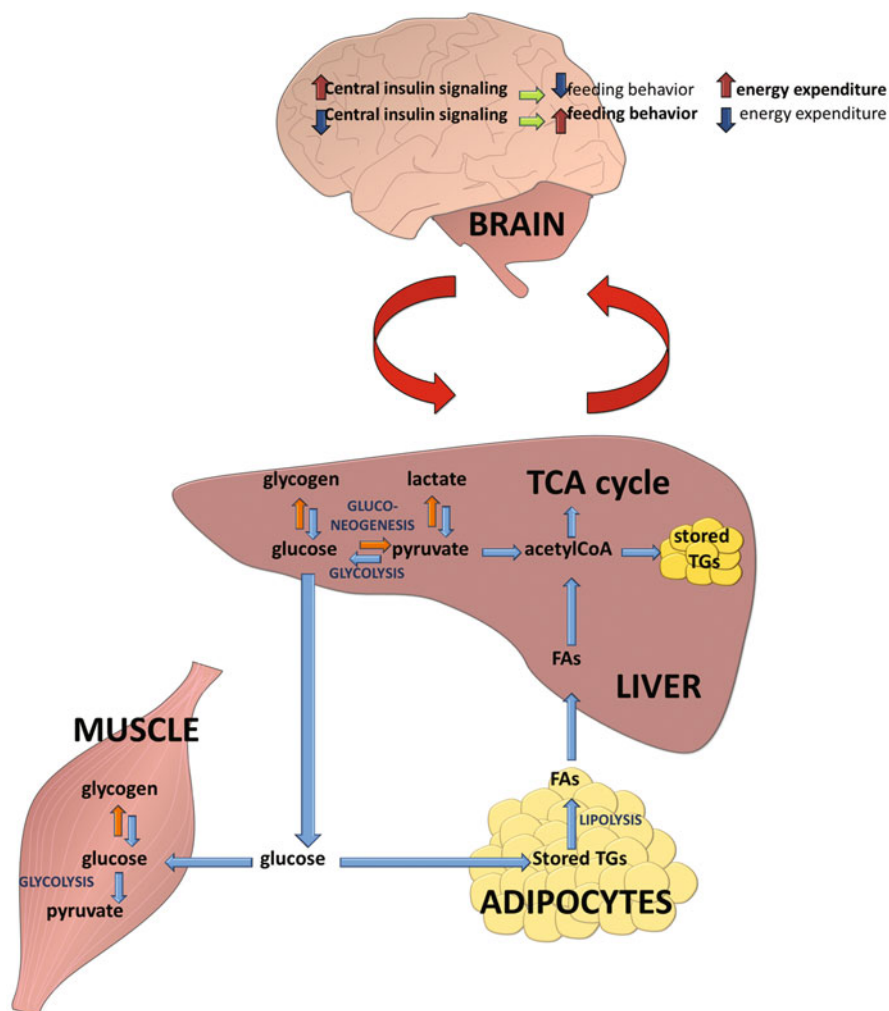 Central insulin signaling feeding behavior energy expenditure
Central insulin signaling feeding behavior energy expenditure
BRAIN
glycogen lactate TCA cycle
GLUCO-
NEOGENESIS
glucose pyruvate acetylCoA stored
TGs
GLYCOLYSIS
FAs
LIVER
MUSCLE
glycogen FAs
LIPOLYSIS
glucose glucose Stored TGs
GLYCOLYSIS
pyruvate ADIPOCYTES